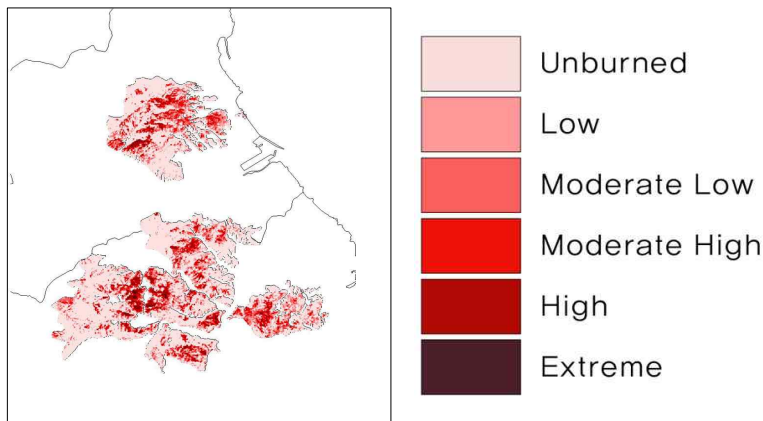 Unburned
Low
Moderate Low
Moderate High
High
Extreme